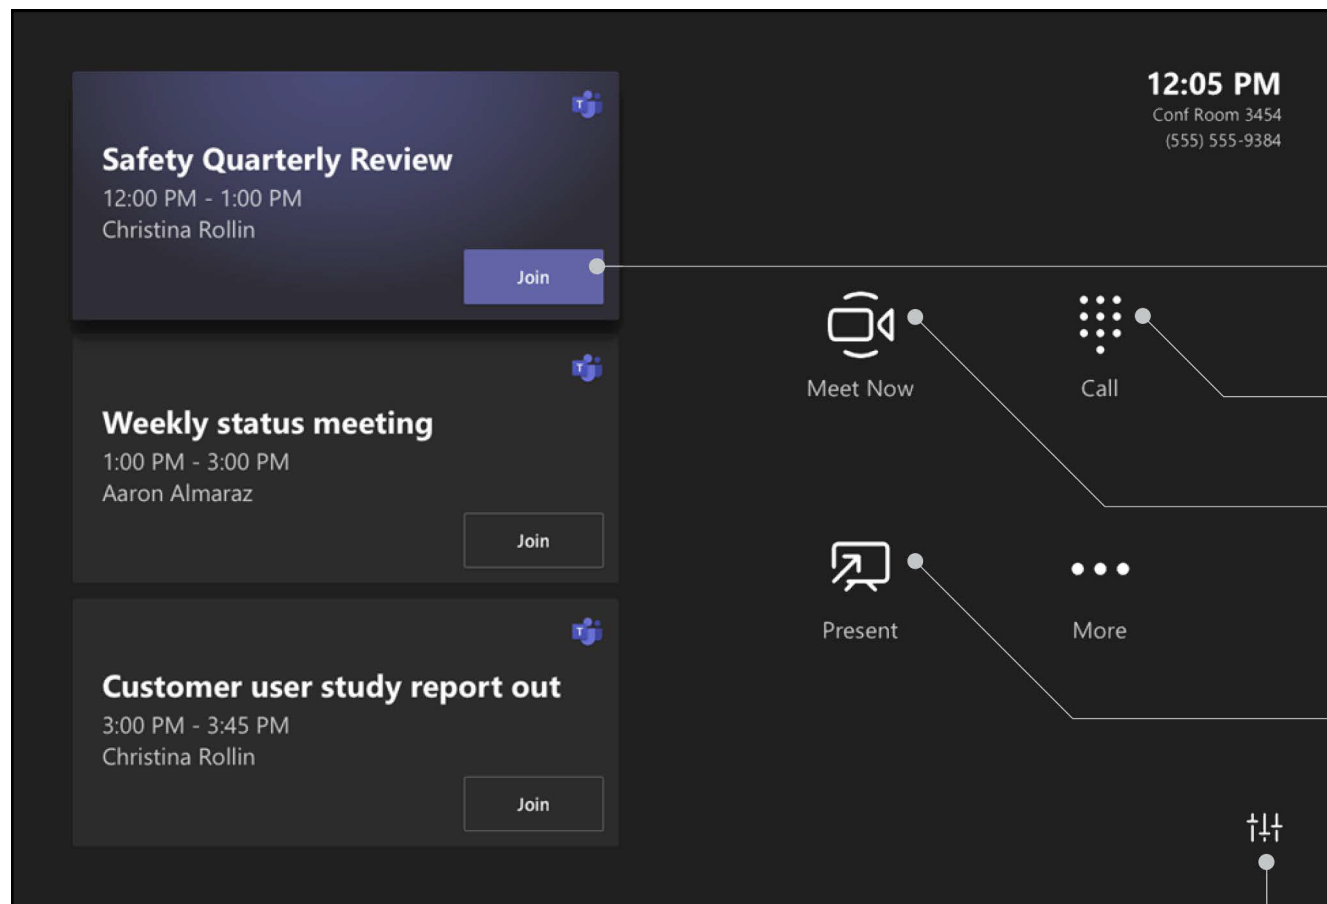 12:05 PM
Conf Room 3454
(555) 555-9384
Safety Quarterly Review
12:00 PM - 1:00 PM
Christina Rollin
Join
Weekly status meeting
1:00 PM - 3:00 PM
Aaron Almaraz
Join
Customer user study report out
3:00 PM - 3:45 PM
Christina Rollin
Join
Meet Now
Call
Present
More